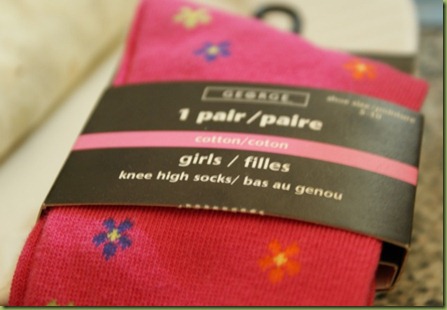 GEORGE
1 pair/paire
cotton/coton
girls / filles
knee high socks/ bas au genou